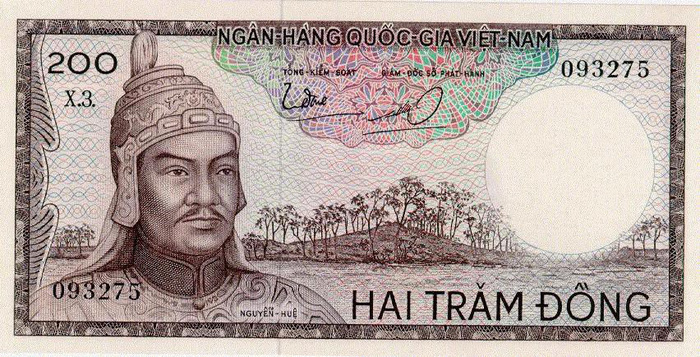 NGÂN-HÀNG QUỐC-GIA VIỆT-NAM
200
TỔNG-KIỂM-SOÁT GIÁM-ĐỐC SỞ PHÁT-HÀNH
093275
X.3.
093275
NGUYỄN-HUỆ
HAI TRĂM ĐỒNG